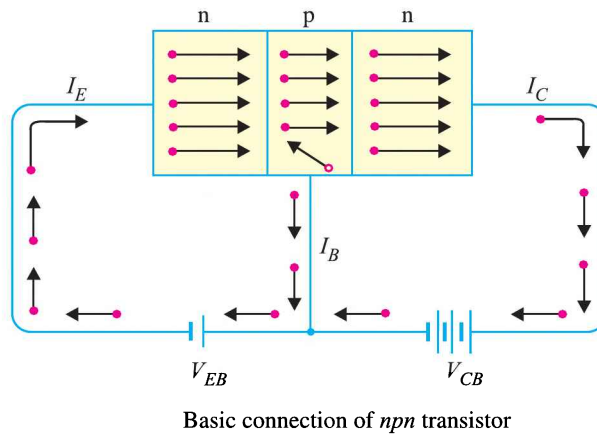 n p n
I_E I_C
I_B
V_EB V_CB
Basic connection of npn transistor